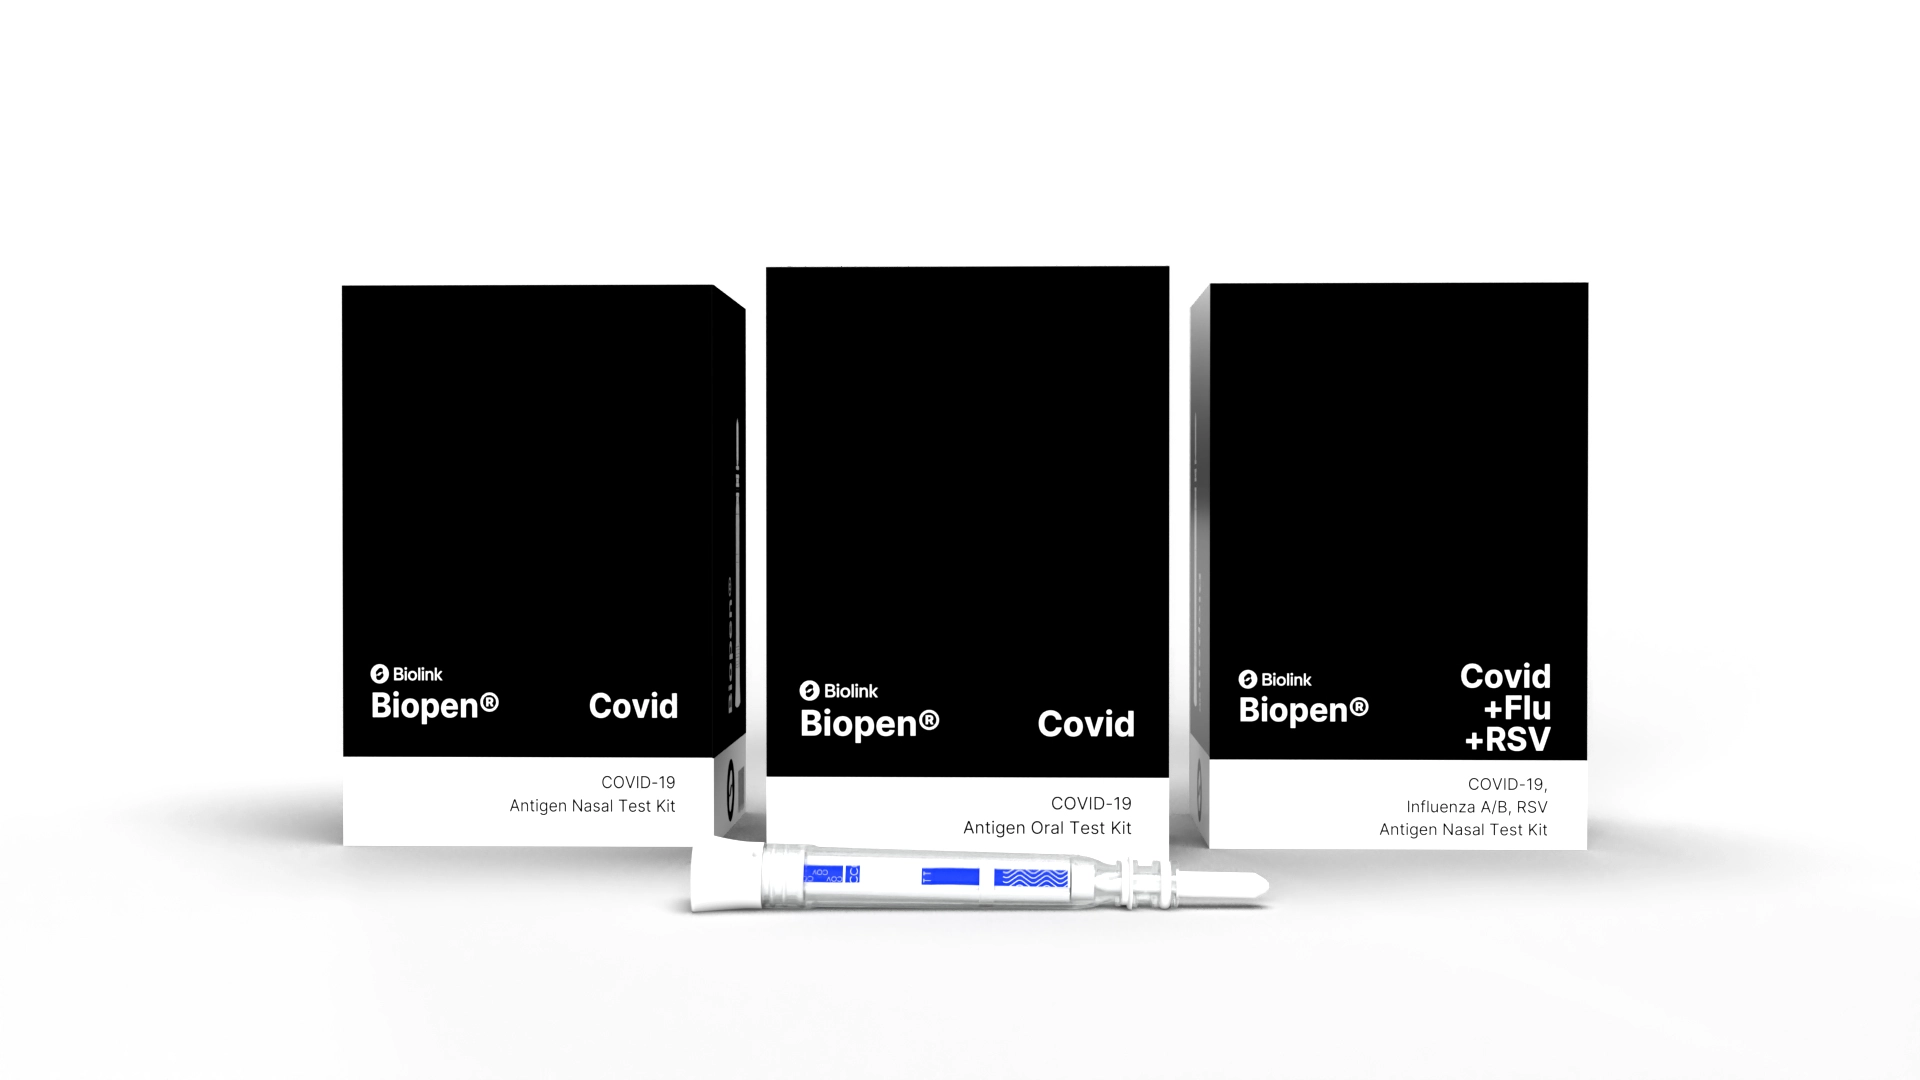 Biolink
Biopen®
Covid
COVID-19
Antigen Nasal Test Kit
Biopen®
Biolink
Biopen®
Covid
COVID-19
Antigen Oral Test Kit
Biolink
Biopen®
Covid
+Flu
+RSV
COVID-19,
Influenza A/B, RSV
Antigen Nasal Test Kit